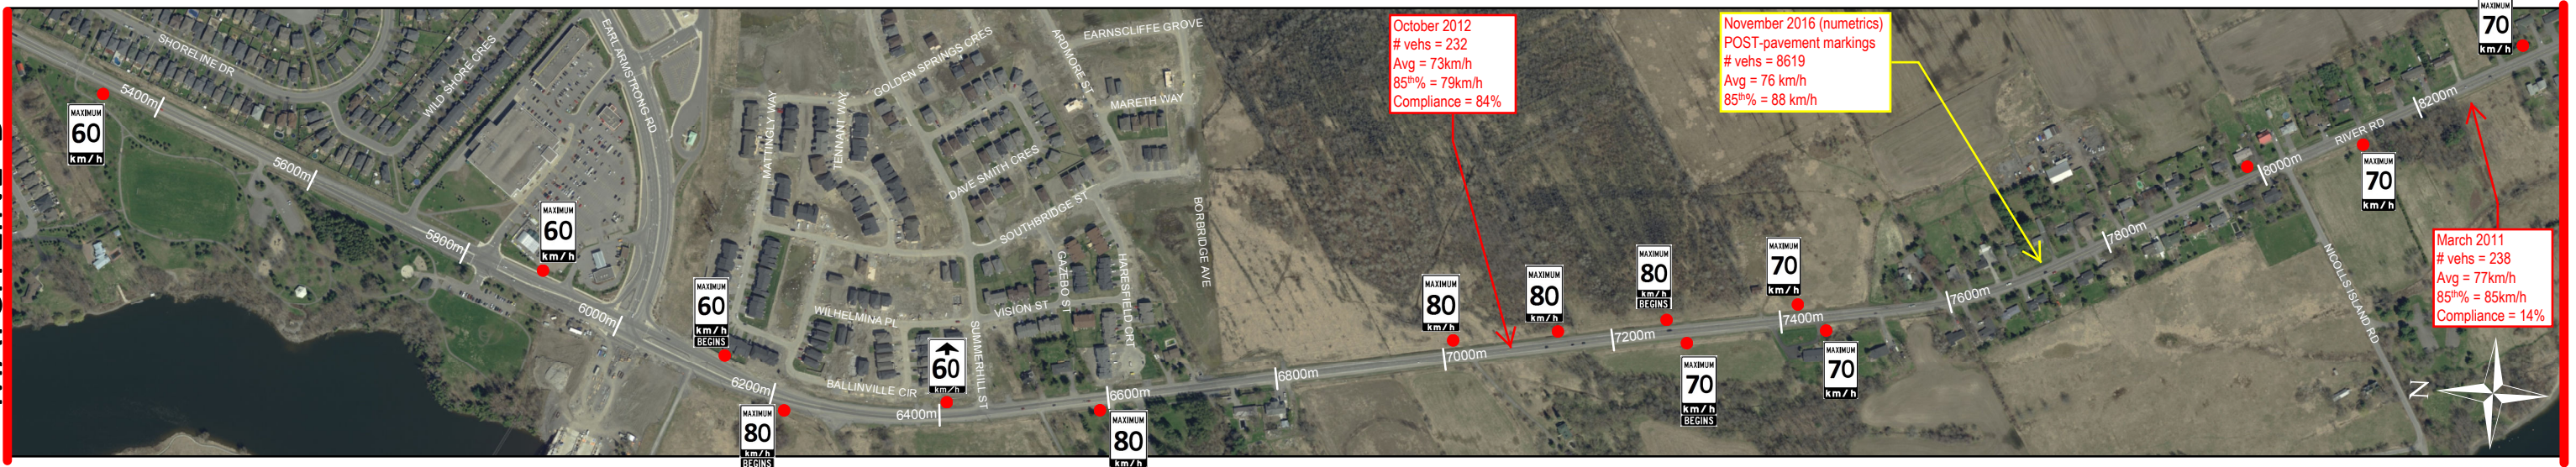 SHORELINE DR
WILD SHORE CRES
EARL ARMSTRONG RD
GOLDEN SPRINGS CRES
ARDMORE ST
EARNSCLIFFE GROVE
MARETH WAY
MATTINGLY WAY
TENNANT WAY
DAVE SMITH CRES
SOUTHBRIDGE ST
BORBRIDGE AVE
GAZEBO ST
HARESFIELD CRT
VISION ST
WILHELMINA PL
BALLINVILLE CIR
SUMMERHILL ST
RIVER RD
NICOLLS ISLAND RD
October 2012
# vehs = 232
Avg = 73km/h
85th% = 79km/h
Compliance = 84%
November 2016 (numetrics)
POST-pavement markings
# vehs = 8619
Avg = 76 km/h
85th% = 88 km/h
March 2011
# vehs = 238
Avg = 77km/h
85th% = 85km/h
Compliance = 14%
5400m
5600m
5800m
6000m
6200m
6400m
6600m
6800m
7000m
7200m
7400m
7600m
7800m
8000m
8200m
MAXIMUM
60
km/h
MAXIMUM
60
km/h
MAXIMUM
60
km/h
BEGINS
MAXIMUM
80
km/h
BEGINS
60
km/h
MAXIMUM
80
km/h
MAXIMUM
80
km/h
MAXIMUM
80
km/h
MAXIMUM
80
km/h
BEGINS
MAXIMUM
70
km/h
BEGINS
MAXIMUM
70
km/h
MAXIMUM
70
km/h
MAXIMUM
70
km/h
MAXIMUM
70
km/h
N